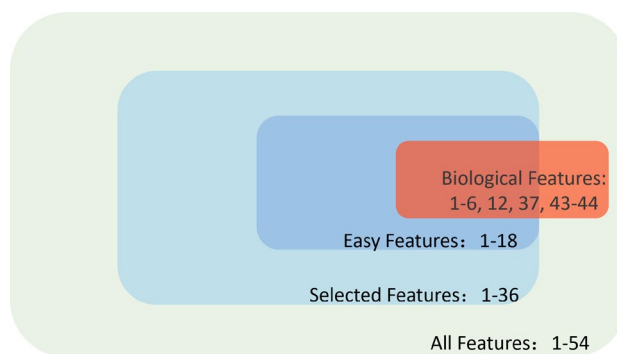 Biological Features:
1-6, 12, 37, 43-44
Easy Features：1-18
Selected Features：1-36
All Features：1-54